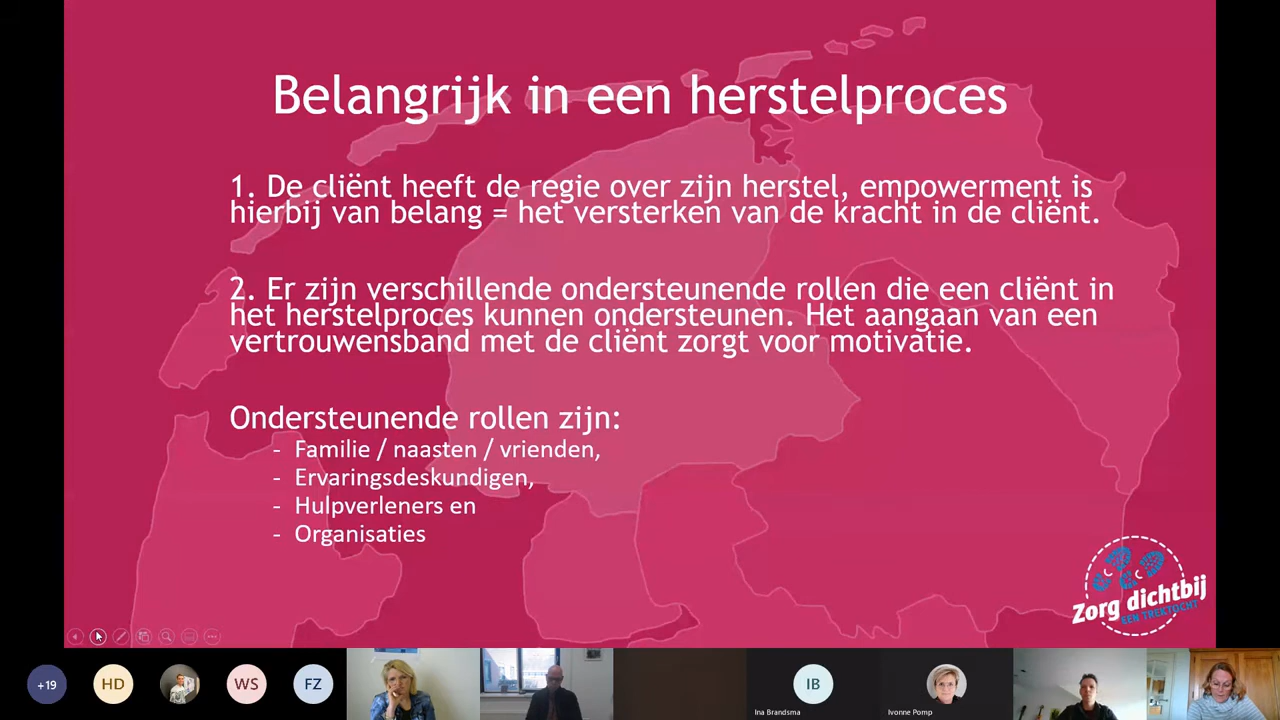 Belangrijk in een herstelproces
1. De cliënt heeft de regie over zijn herstel, empowerment is
hierbij van belang = het versterken van de kracht in de cliënt.
2. Er zijn verschillende ondersteunende rollen die een cliënt in
het herstelproces kunnen ondersteunen. Het aangaan van een
vertrouwensband met de cliënt zorgt voor motivatie.
Ondersteunende rollen zijn:
- Familie / naasten / vrienden,
- Ervaringsdeskundigen,
- Hulpverleners en
- Organisaties
Zorg dichtbij
EEN TREKTOCHT
+19
HD
WS
FZ
IB
Ina Brandsma
Ivonne Pomp